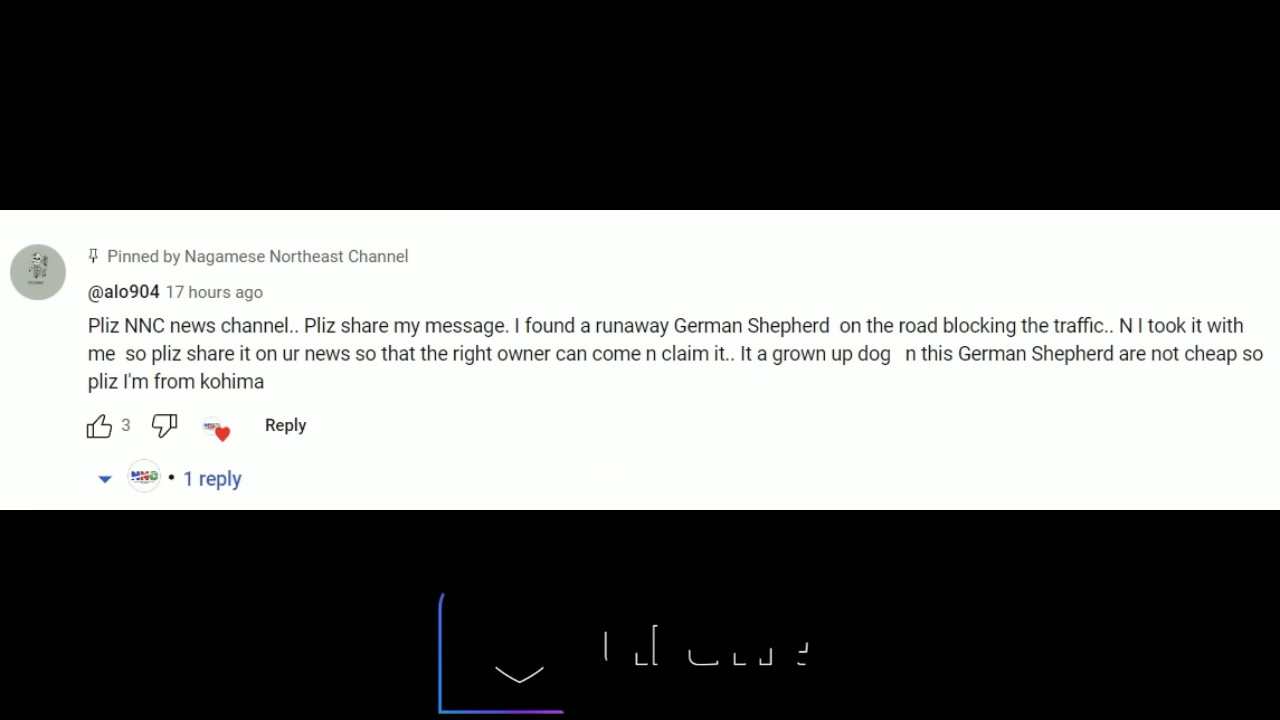 Pinned by Nagamese Northeast Channel
@alo904 17 hours ago
Pliz NNC news channel.. Pliz share my message. I found a runaway German Shepherd  on the road blocking the traffic.. N I took it with
me  so pliz share it on ur news so that the right owner can come n claim it.. It a grown up dog   n this German Shepherd are not cheap so
pliz I'm from kohima
3 Reply
NNC • 1 reply